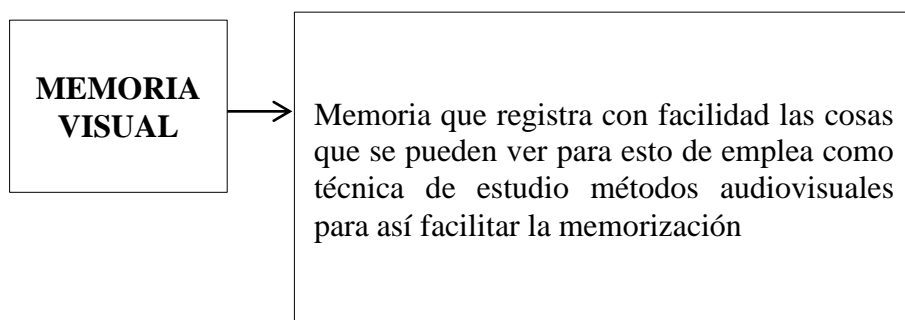 MEMORIA
VISUAL
Memoria que registra con facilidad las cosas
que se pueden ver para esto de emplea como
técnica de estudio métodos audiovisuales
para así facilitar la memorización